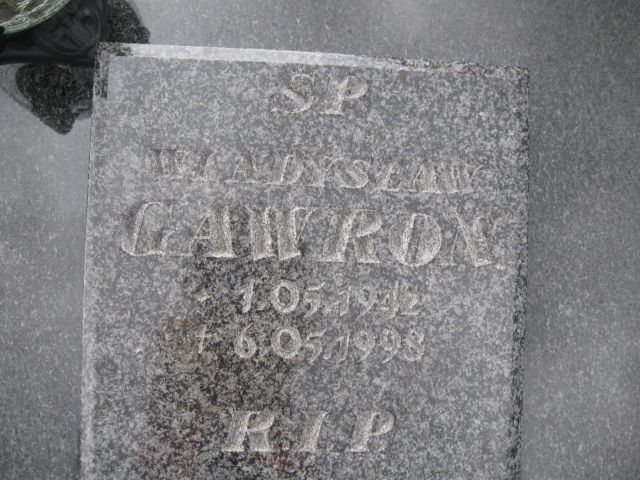 SP
WŁADYSŁAW
GAWRON
* 1.05.1942
+ 6.05.1998
RIP